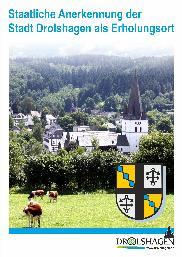 Staatliche Anerkennung der
Stadt Drolshagen als Erholungsort
DROLSHAGEN